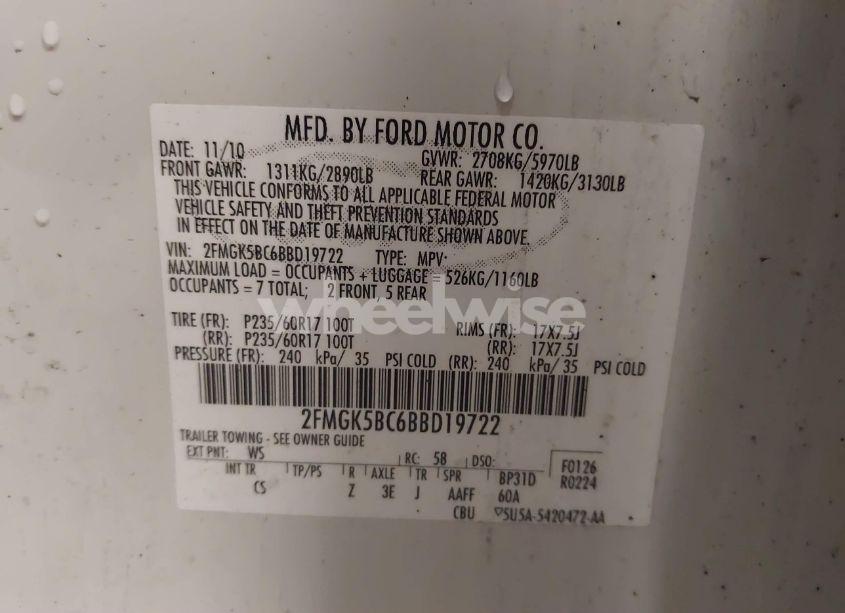 MFD. BY FORD MOTOR CO.
DATE: 11/10 GVWR: 2708KG/5970LB
FRONT GAWR: 1311KG/2890LB REAR GAWR: 1420KG/3130LB
THIS VEHICLE CONFORMS TO ALL APPLICABLE FEDERAL MOTOR
VEHICLE SAFETY AND THEFT PREVENTION STANDARDS
IN EFFECT ON THE DATE OF MANUFACTURE SHOWN ABOVE.
VIN: 2FMGK5BC6BBD19722 TYPE: MPV
MAXIMUM LOAD = OCCUPANTS + LUGGAGE = 526KG/1160LB
OCCUPANTS = 7 TOTAL; 2 FRONT, 5 REAR
wheelwise
TIRE (FR): P235/60R17 100T RIMS (FR): 17X7.5J
(RR): P235/60R17 100T (RR): 17X7.5J
PRESSURE (FR): 240 kPa/ 35 PSI COLD (RR): 240 kPa/ 35 PSI COLD
2FMGK5BC6BBD19722
TRAILER TOWING - SEE OWNER GUIDE
EXT PNT: WS RC: 58 DSO: F0126
INT TR TP/PS R AXLE TR SPR BP31D R0224
CS Z 3E J AAFF 60A
CBU 5U5A-5420472-AA